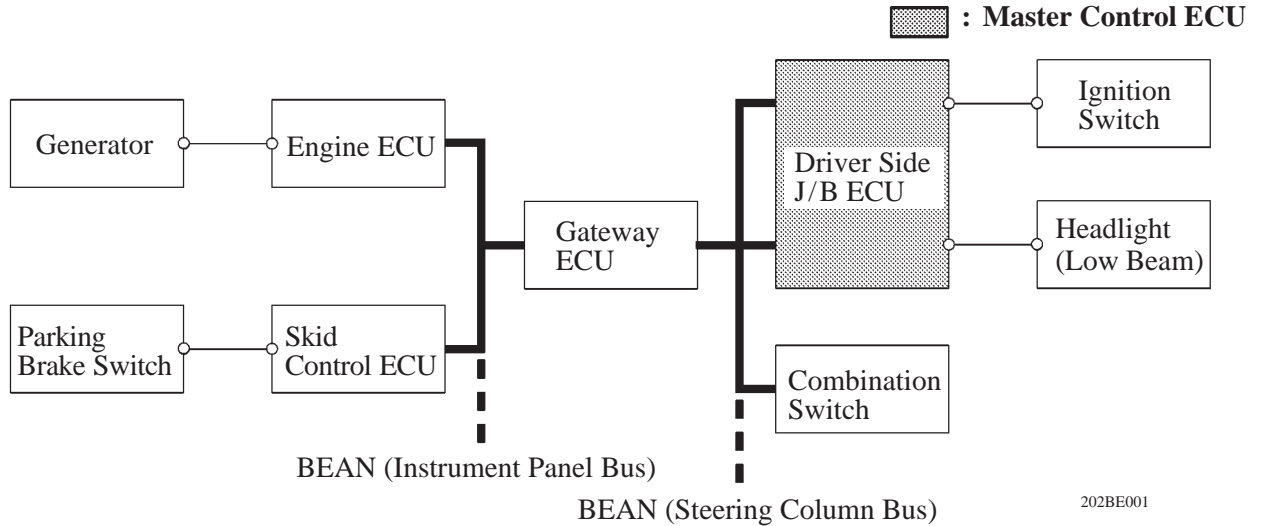 : Master Control ECU
Generator
Engine ECU
Parking
Brake Switch
Skid
Control ECU
Gateway
ECU
Driver Side
J/B ECU
Ignition
Switch
Headlight
(Low Beam)
Combination
Switch
BEAN (Instrument Panel Bus)
BEAN (Steering Column Bus)
202BE001